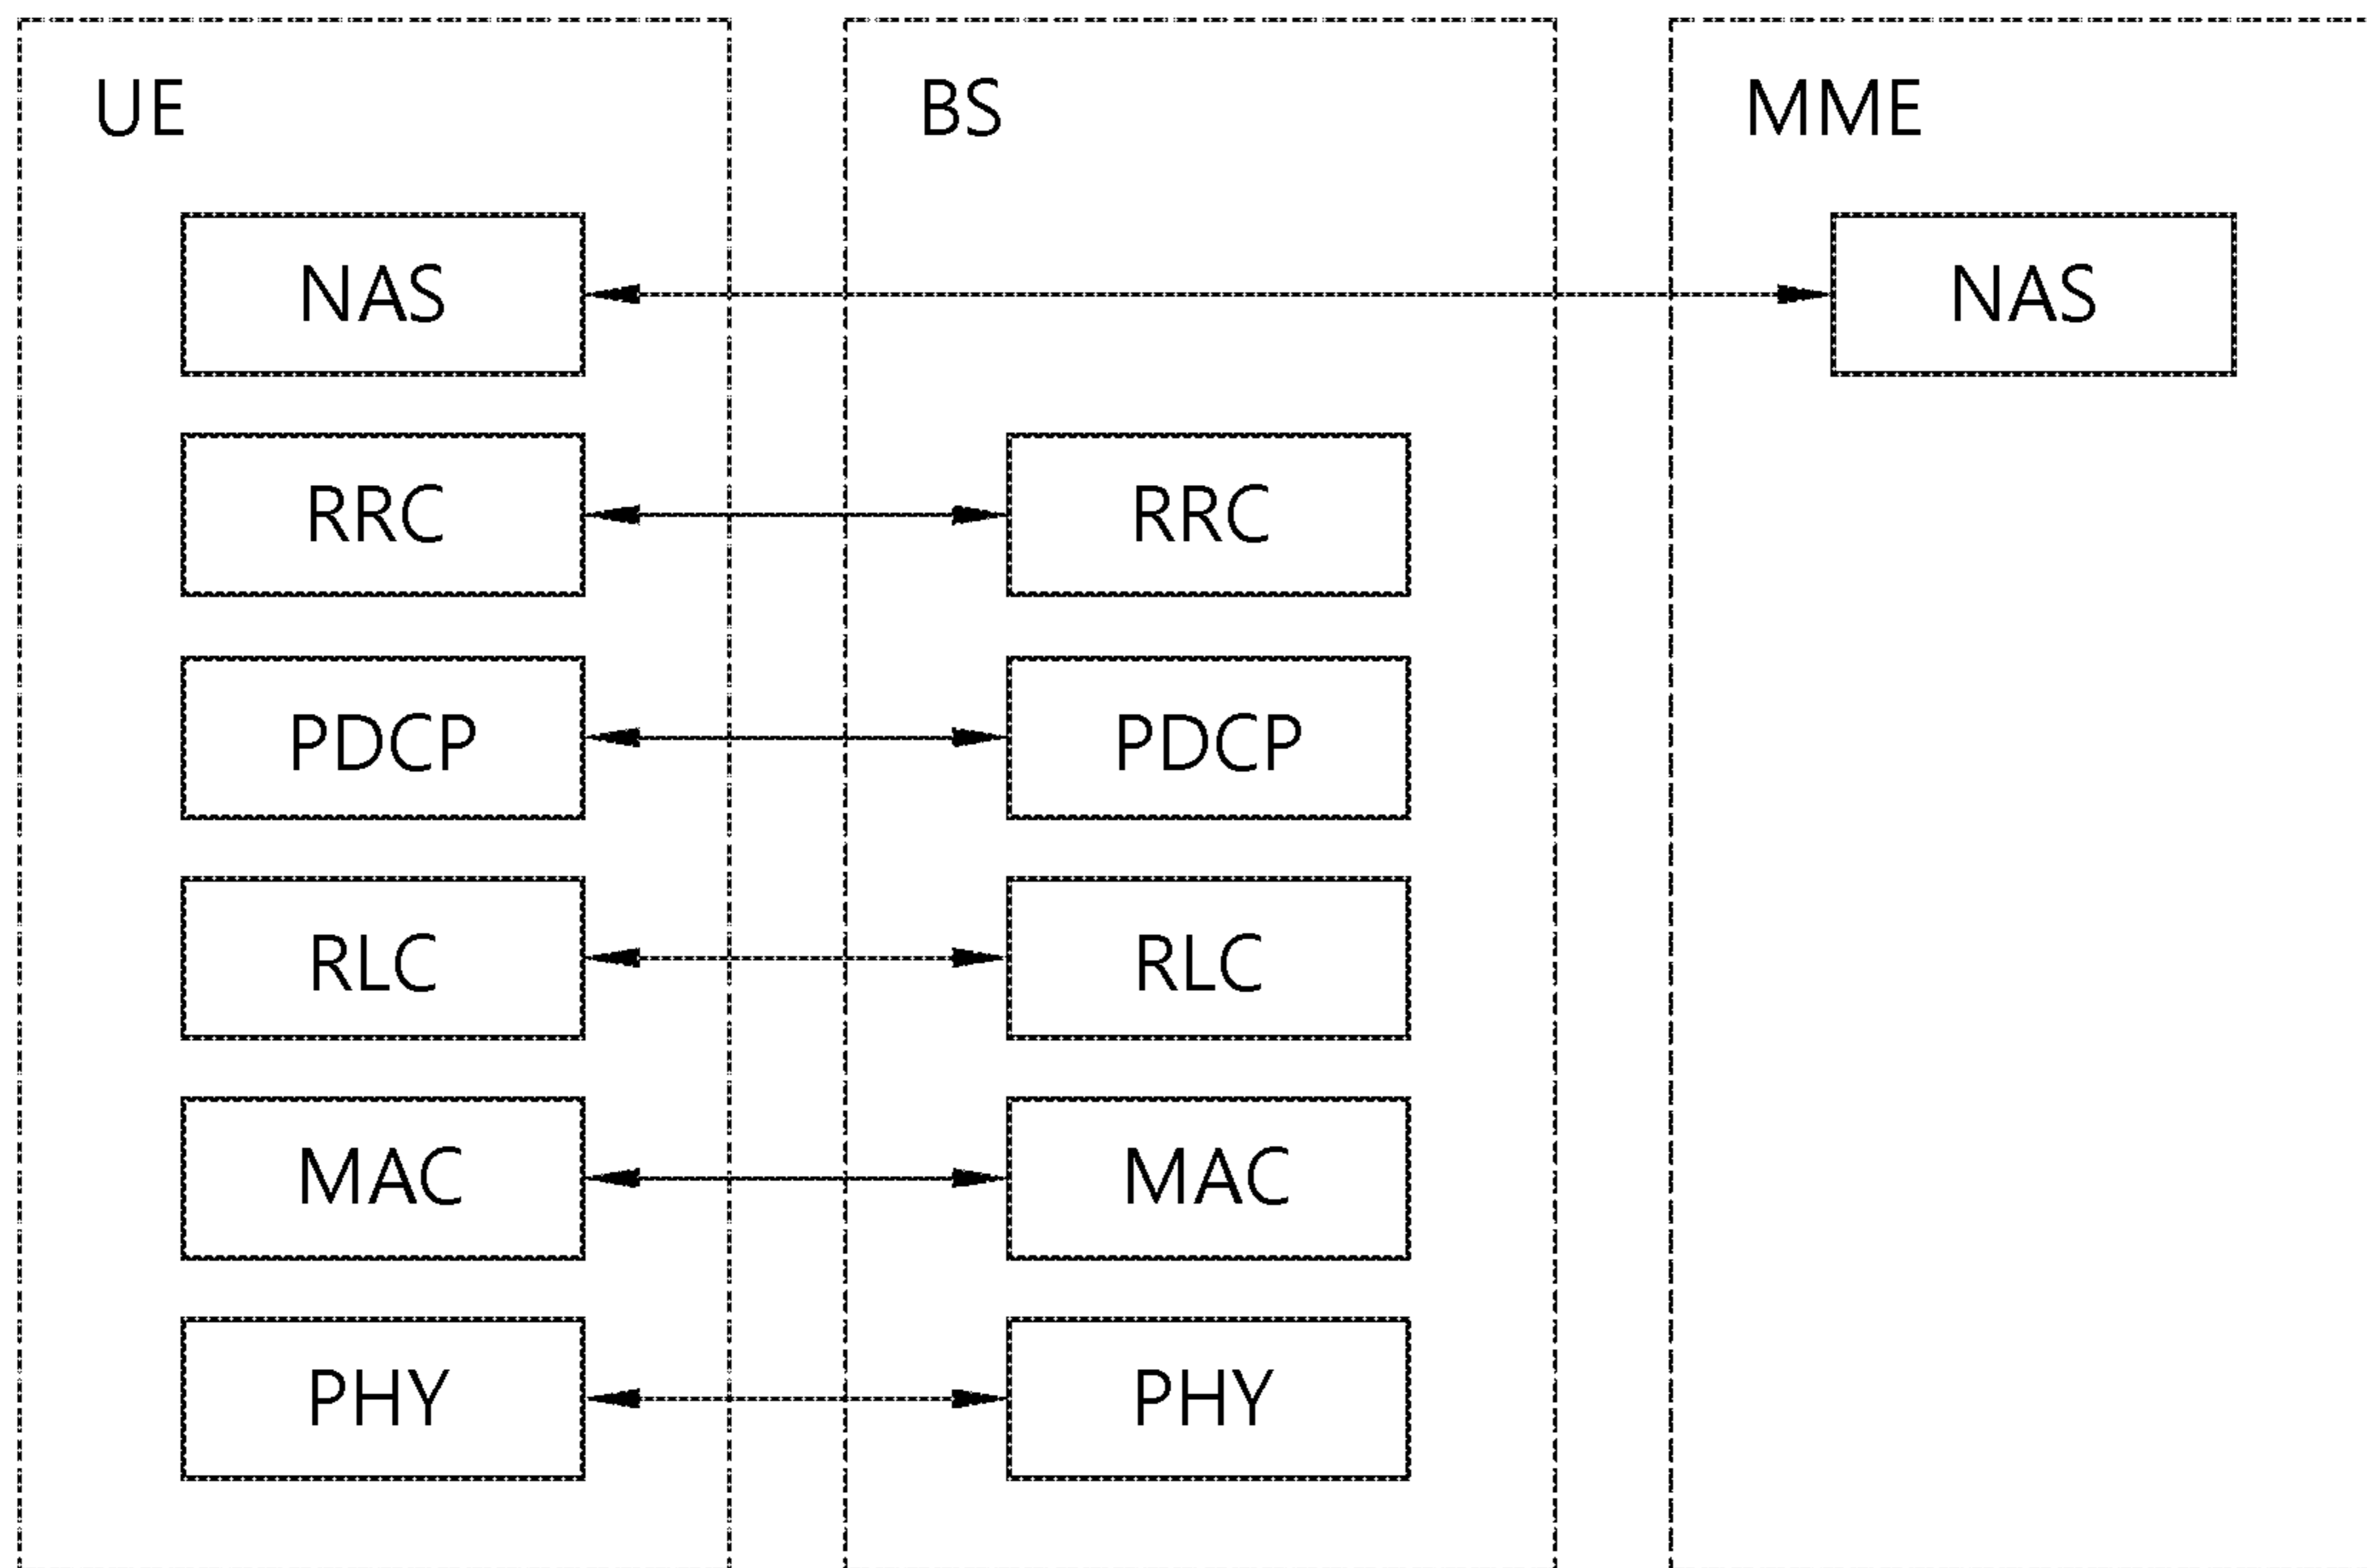 UE
BS
MME
NAS
NAS
RRC
RRC
PDCP
PDCP
RLC
RLC
MAC
MAC
PHY
PHY